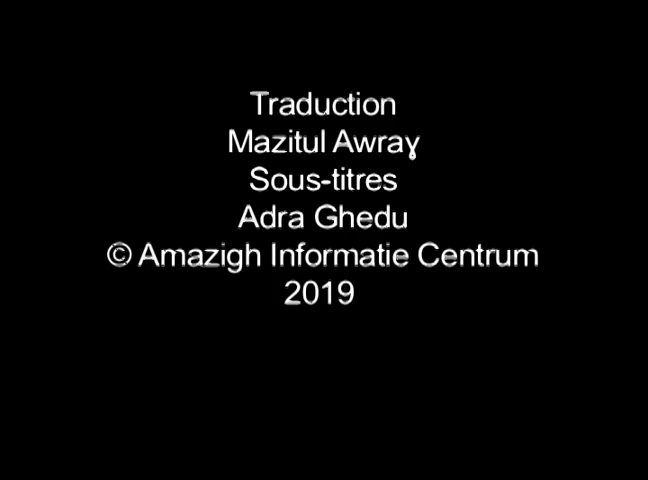 Traduction
Mazitul Awraɣ
Sous-titres
Adra Ghedu
© Amazigh Informatie Centrum
2019